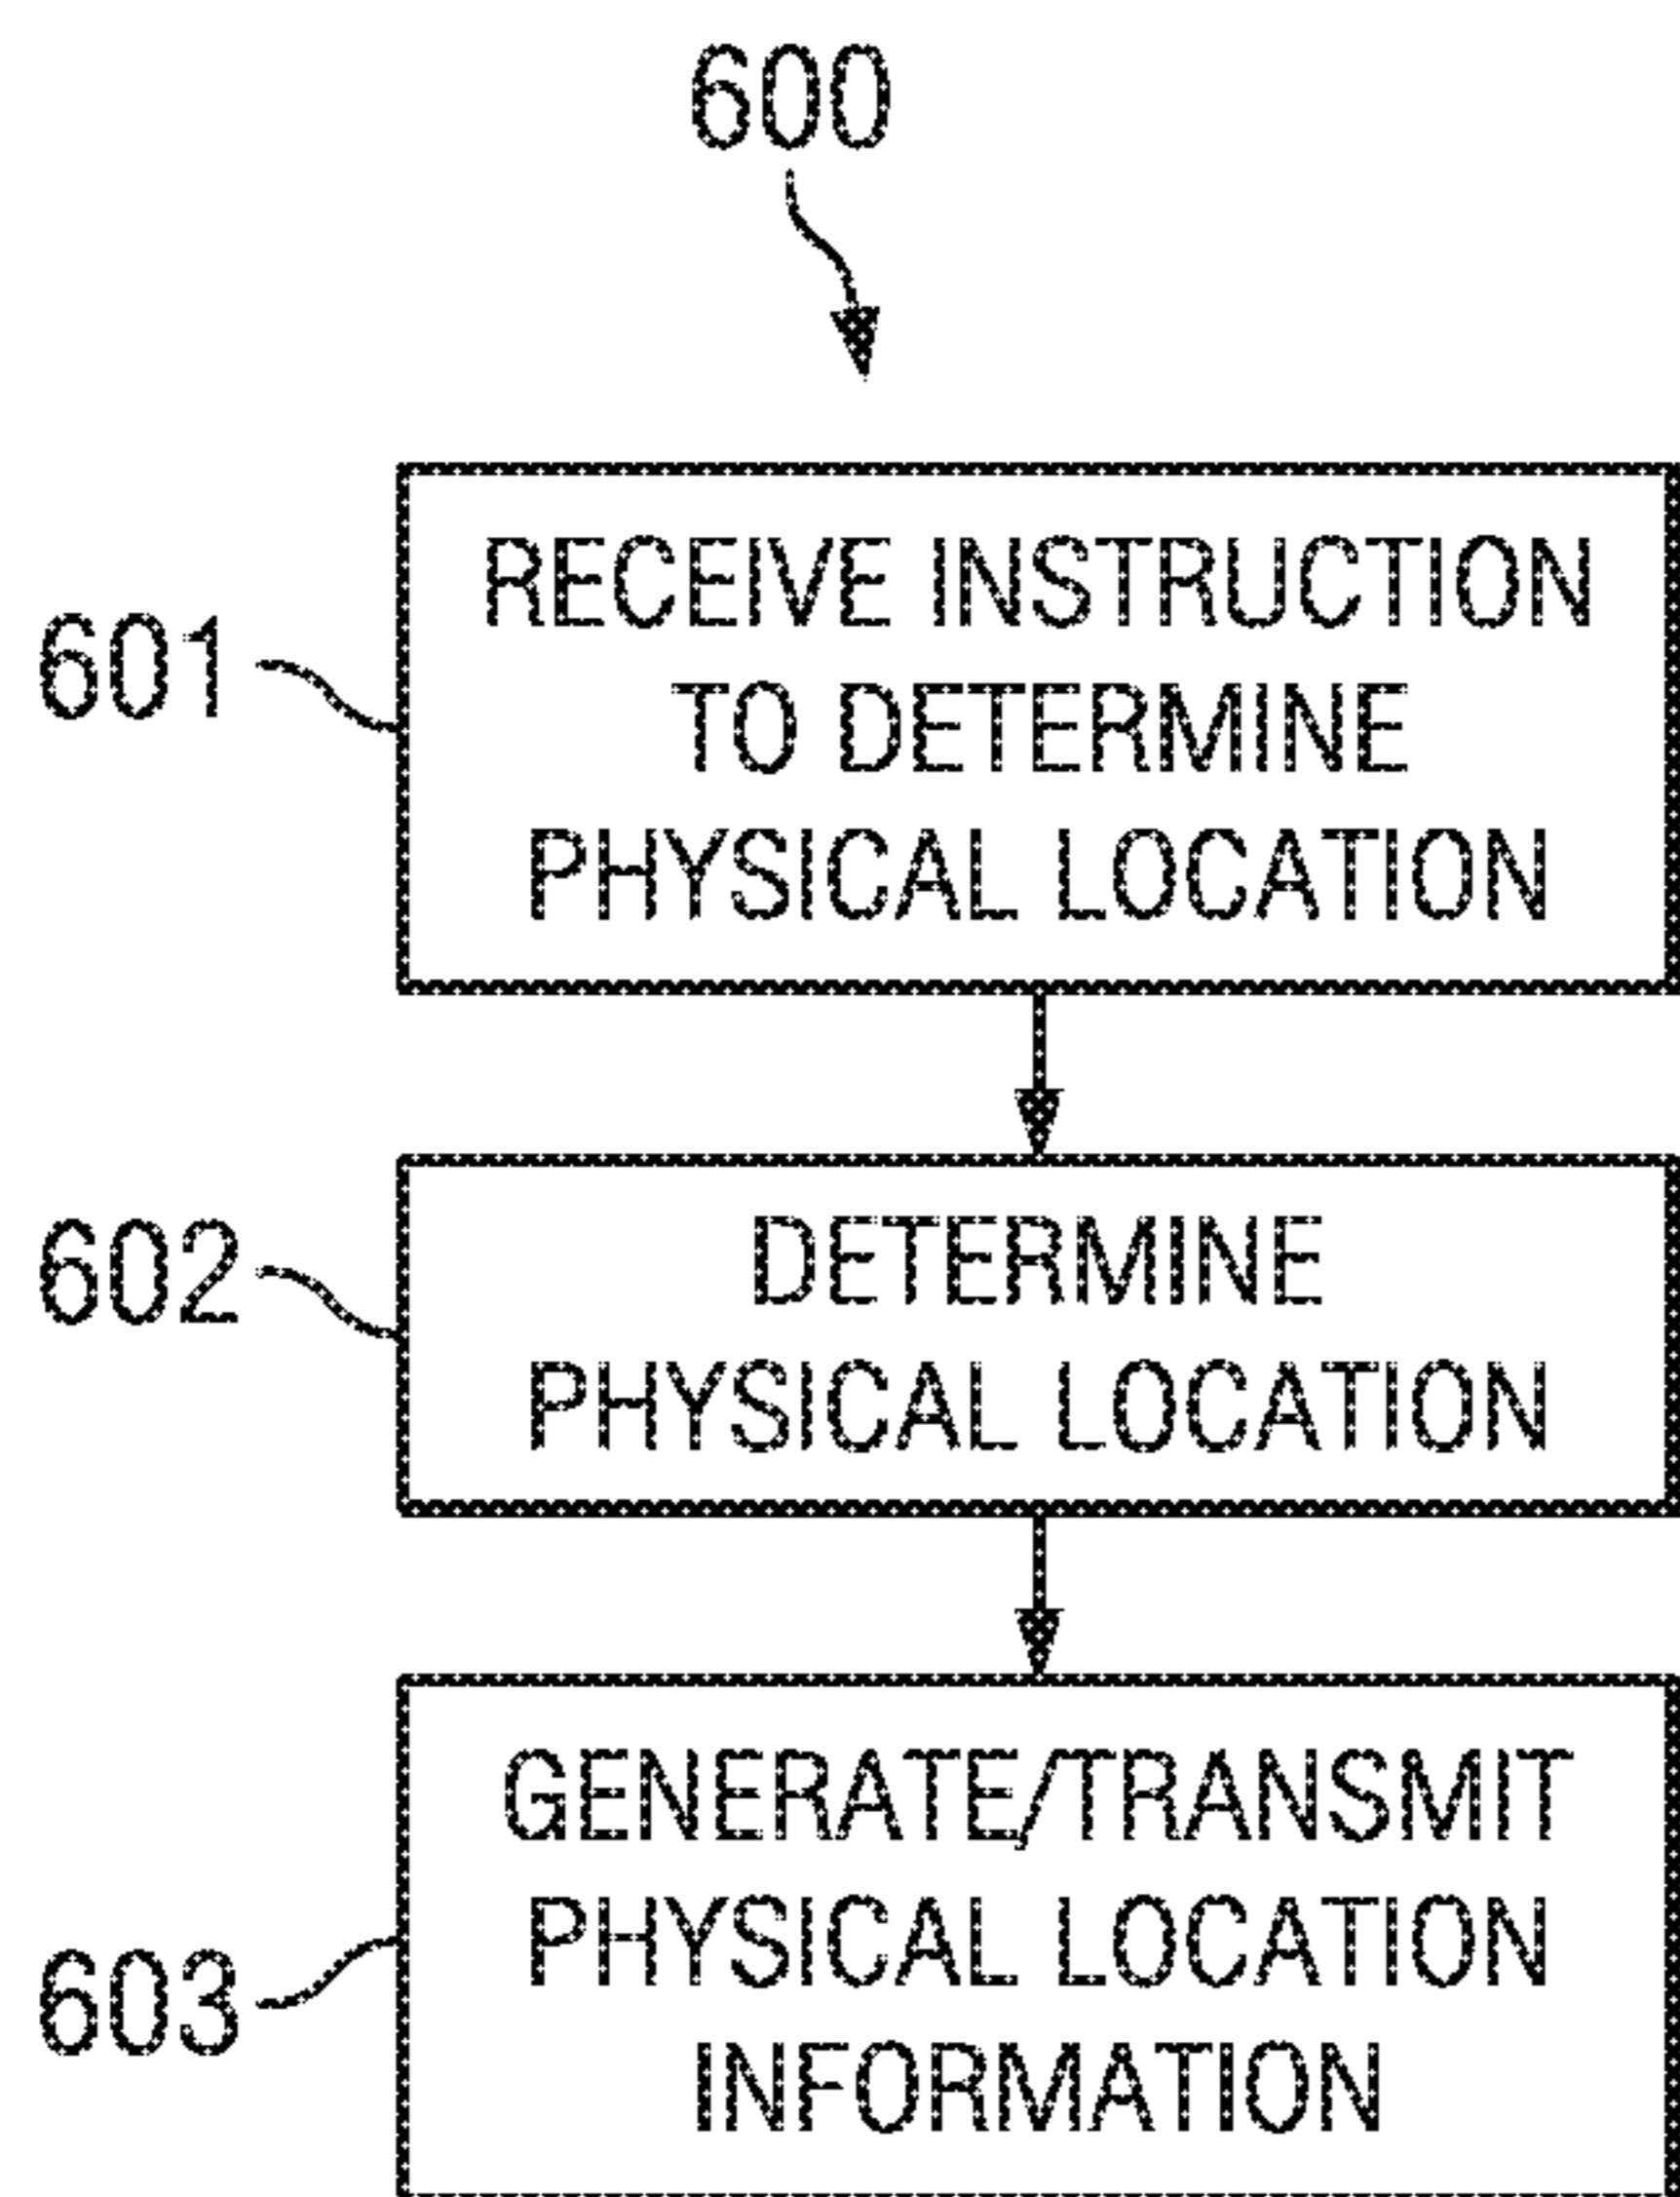 600
601
RECEIVE INSTRUCTION
TO DETERMINE
PHYSICAL LOCATION
602
DETERMINE
PHYSICAL LOCATION
603
GENERATE/TRANSMIT
PHYSICAL LOCATION
INFORMATION